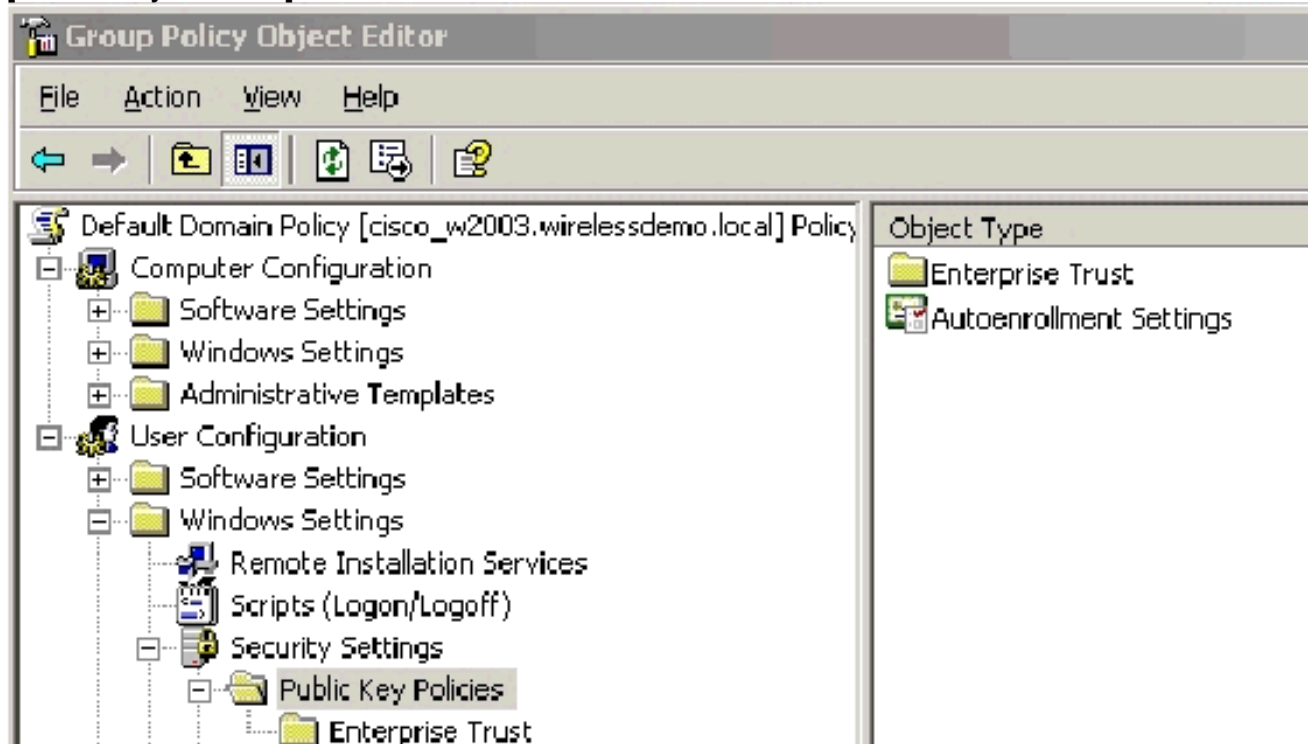 Group Policy Object Editor
File Action View Help
Default Domain Policy [cisco_w2003.wirelessdemo.local] Policy
Computer Configuration
Software Settings
Windows Settings
Administrative Templates
User Configuration
Software Settings
Windows Settings
Remote Installation Services
Scripts (Logon/Logoff)
Security Settings
Public Key Policies
Enterprise Trust
Object Type
Enterprise Trust
Autoenrollment Settings